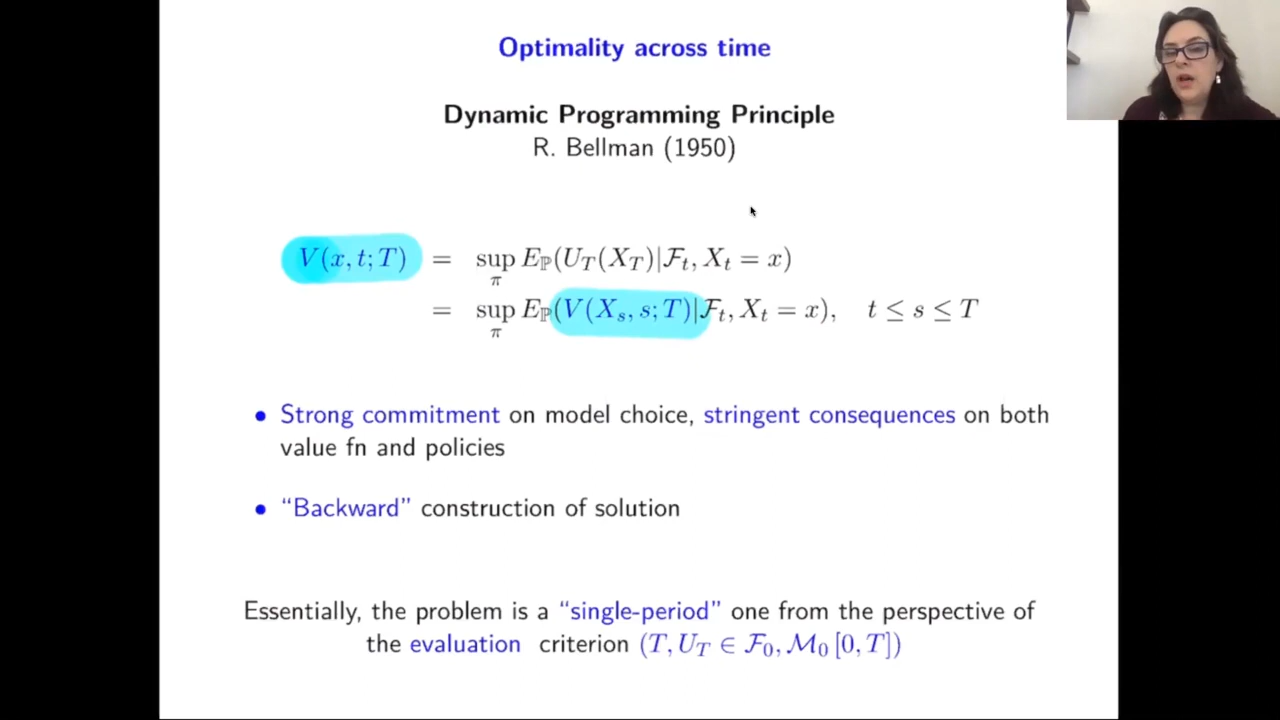 Optimality across time
Dynamic Programming Principle
R. Bellman (1950)
V(x, t; T) = sup_π E_ℙ(U_T(X_T)|ℱ_t, X_t = x)
= sup_π E_ℙ(V(X_s, s; T)|ℱ_t, X_t = x), t ≤ s ≤ T
• Strong commitment on model choice, stringent consequences on both
value fn and policies
• “Backward” construction of solution
Essentially, the problem is a “single-period” one from the perspective of
the evaluation criterion (T, U_T ∈ ℱ_0, ℳ_0 [0, T])